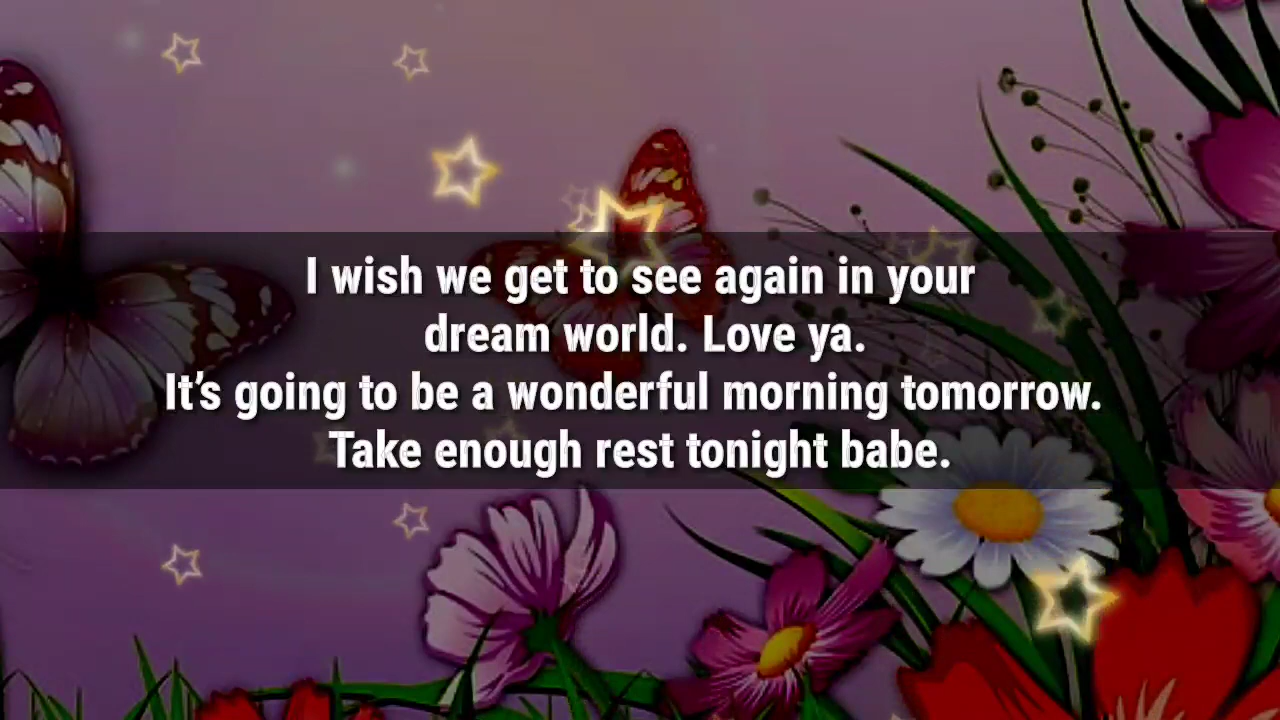 I wish we get to see again in your
dream world. Love ya.
It’s going to be a wonderful morning tomorrow.
Take enough rest tonight babe.